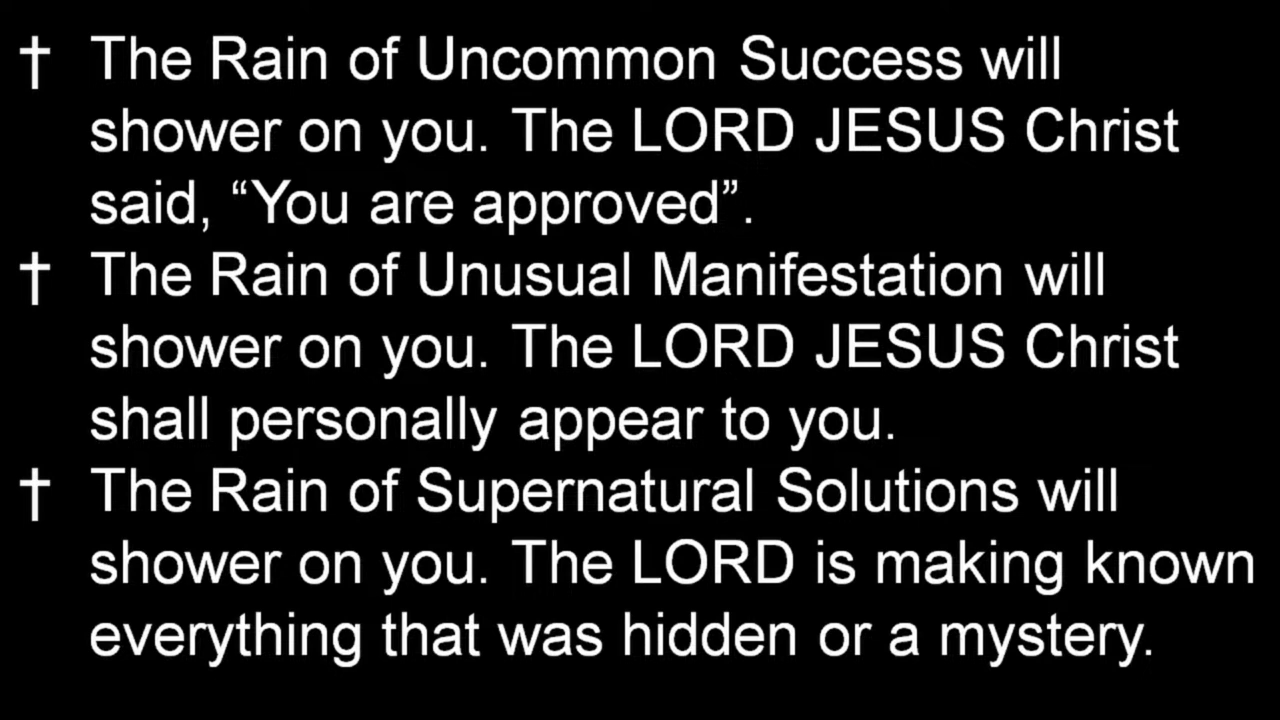 † The Rain of Uncommon Success will
shower on you. The LORD JESUS Christ
said, “You are approved”.
† The Rain of Unusual Manifestation will
shower on you. The LORD JESUS Christ
shall personally appear to you.
† The Rain of Supernatural Solutions will
shower on you. The LORD is making known
everything that was hidden or a mystery.